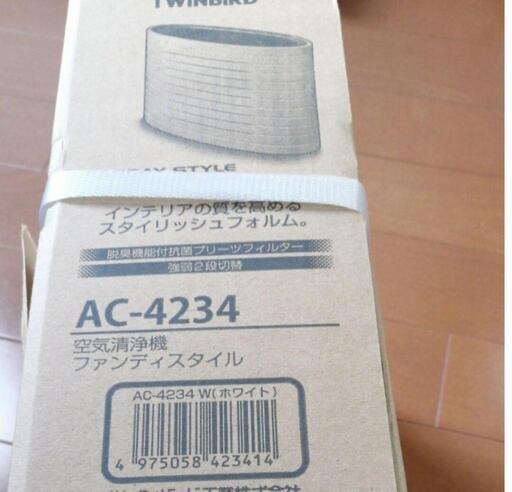 TWINBIRD
STYLE
インテリアの質を高める
スタイリッシュフォルム。
脱臭機能付抗菌プリーツフィルター
強弱2段切替
AC-4234
空気清浄機
ファンディスタイル
AC-4234 W(ホワイト)
4 975058 423414